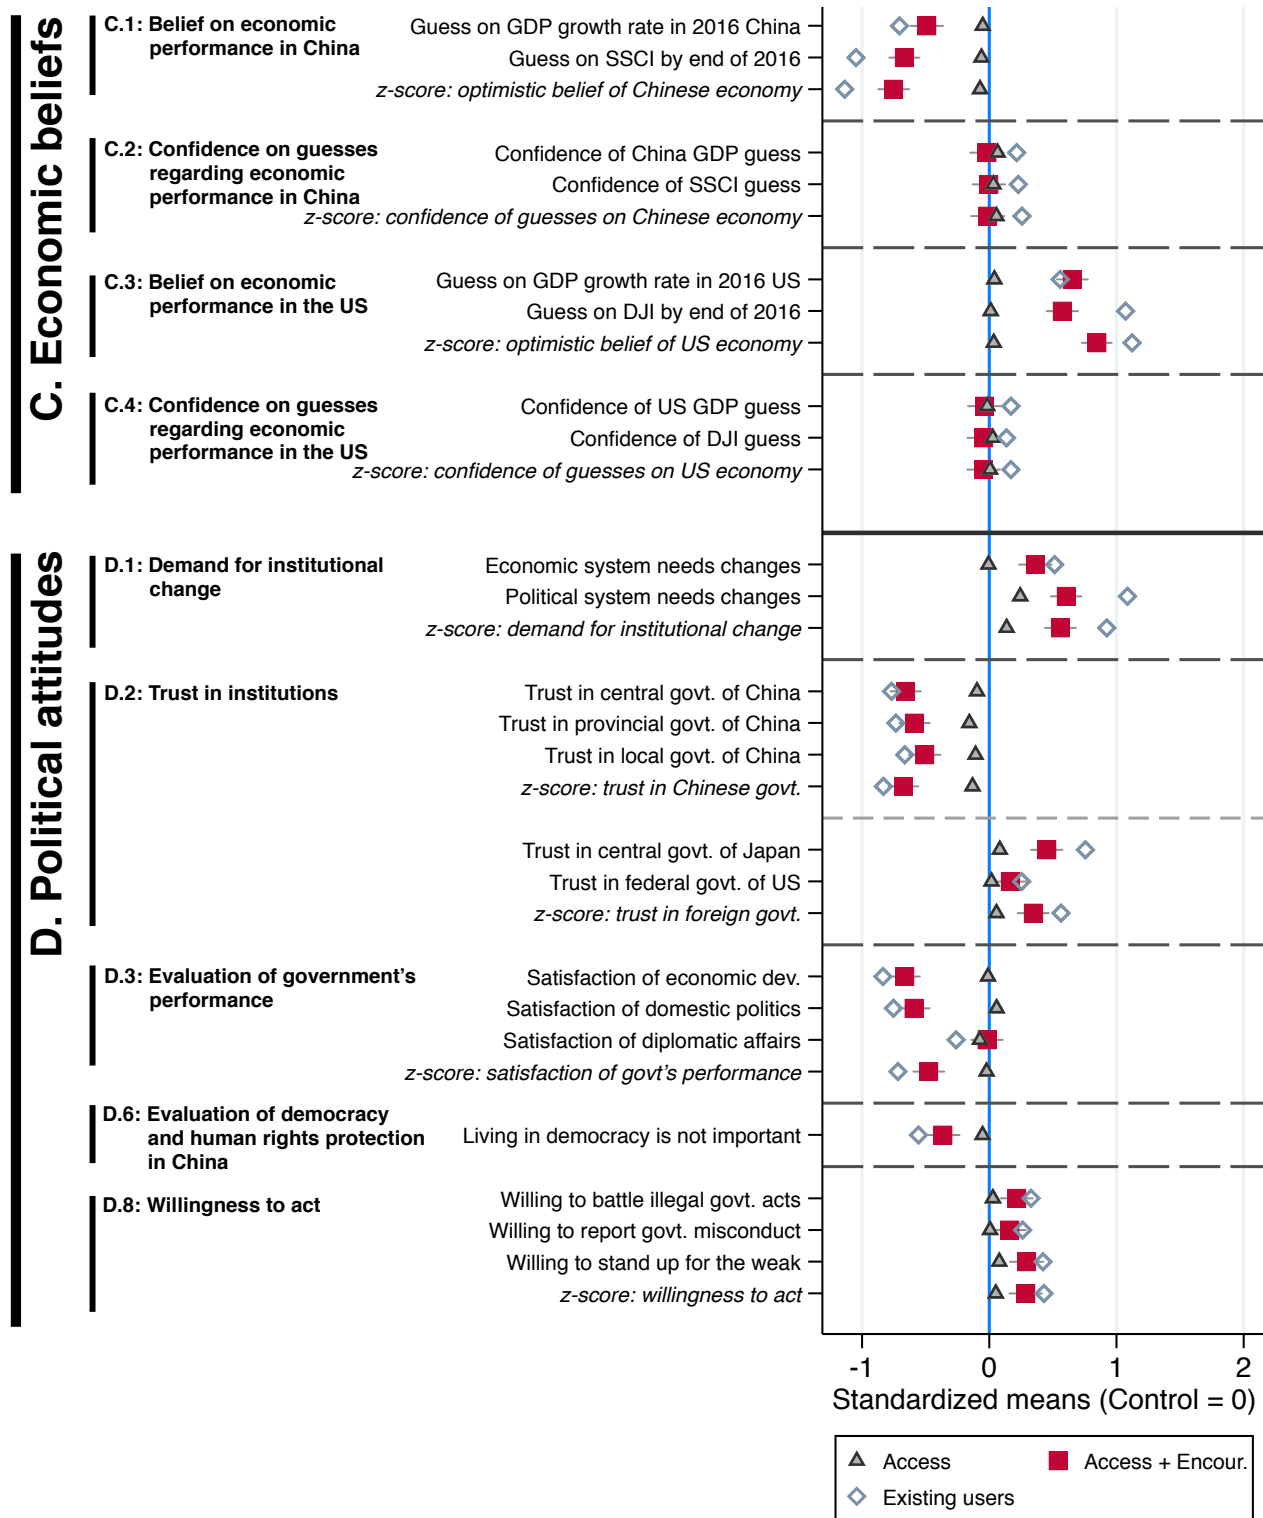 C. Economic beliefs
C.1: Belief on economic
performance in China
Guess on GDP growth rate in 2016 China
Guess on SSCI by end of 2016
z-score: optimistic belief of Chinese economy
C.2: Confidence on guesses
regarding economic
performance in China
Confidence of China GDP guess
Confidence of SSCI guess
z-score: confidence of guesses on Chinese economy
C.3: Belief on economic
performance in the US
Guess on GDP growth rate in 2016 US
Guess on DJI by end of 2016
z-score: optimistic belief of US economy
C.4: Confidence on guesses
regarding economic
performance in the US
Confidence of US GDP guess
Confidence of DJI guess
z-score: confidence of guesses on US economy
D. Political attitudes
D.1: Demand for institutional
change
Economic system needs changes
Political system needs changes
z-score: demand for institutional change
D.2: Trust in institutions
Trust in central govt. of China
Trust in provincial govt. of China
Trust in local govt. of China
z-score: trust in Chinese govt.
Trust in central govt. of Japan
Trust in federal govt. of US
z-score: trust in foreign govt.
D.3: Evaluation of government's
performance
Satisfaction of economic dev.
Satisfaction of domestic politics
Satisfaction of diplomatic affairs
z-score: satisfaction of govt's performance
D.6: Evaluation of democracy
and human rights protection
in China
Living in democracy is not important
D.8: Willingness to act
Willing to battle illegal govt. acts
Willing to report govt. misconduct
Willing to stand up for the weak
z-score: willingness to act
-1 0 1 2
Standardized means (Control = 0)
Access
Access + Encour.
Existing users